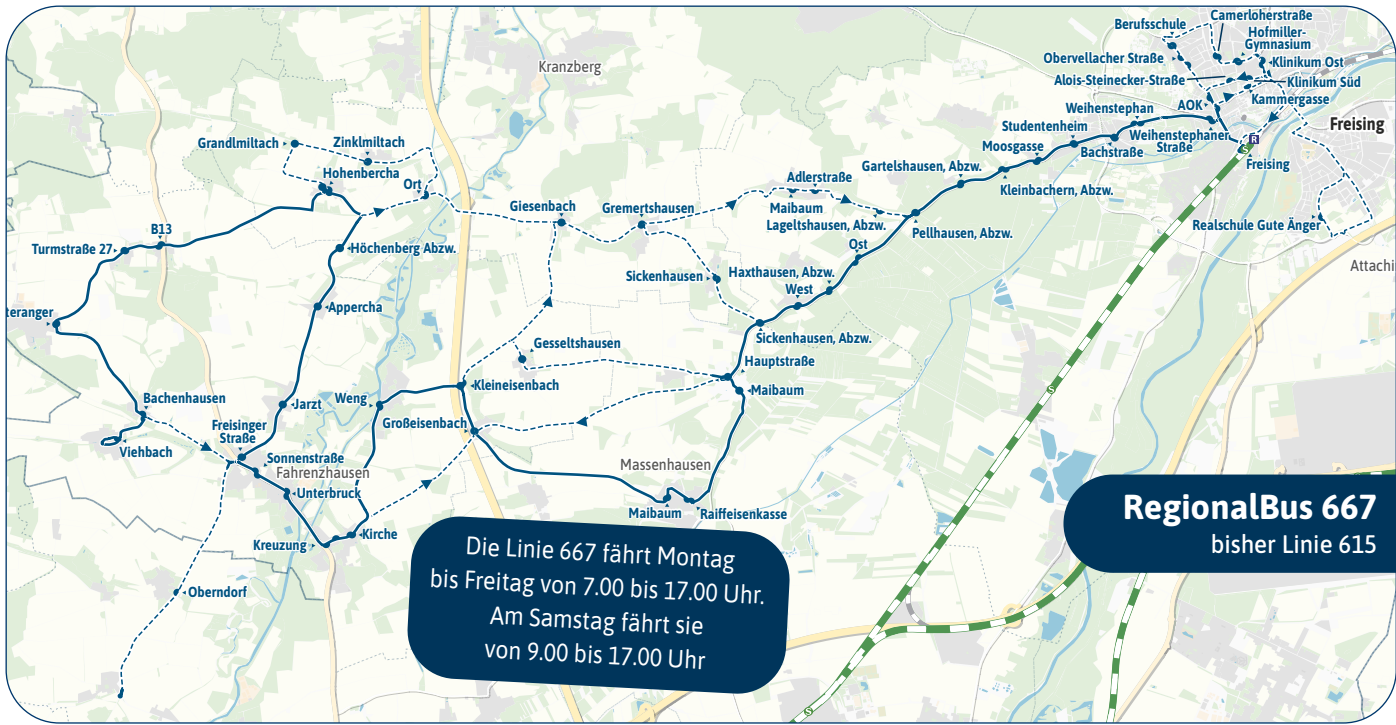 Berufsschule
Camerloherstraße
Hofmiller-
Gymnasium
Obervellacher Straße
Klinikum Ost
Alois-Steinecker-Straße
Klinikum Süd
Kammergasse
AOK
Weihenstephan
Freising
Studentenheim
Weihenstephaner
Straße
Bachstraße
R
S
Freising
Moosgasse
Kranzberg
Grandlmiltach
Zinklmiltach
Hohenbercha
Ort
Gartelshausen, Abzw.
Kleinbachern, Abzw.
Adlerstraße
Maibaum
Lageltshausen, Abzw.
Pellhausen, Abzw.
Giesenbach
Gremertshausen
Realschule Gute Änger
B13
Turmstraße 27
Höchenberg Abzw.
Ost
Attachi
Sickenhausen
Haxthausen, Abzw.
West
teranger
Appercha
Sickenhausen, Abzw.
Gesseltshausen
Hauptstraße
Kleineisenbach
Maibaum
S
Bachenhausen
Jarzt
Weng
Großeisenbach
Freisinger
Straße
Viehbach
Sonnenstraße
Fahrenzhausen
Massenhausen
Unterbruck
Maibaum
Raiffeisenkasse
Kreuzung
Kirche
RegionalBus 667
bisher Linie 615
Die Linie 667 fährt Montag
bis Freitag von 7.00 bis 17.00 Uhr.
Am Samstag fährt sie
von 9.00 bis 17.00 Uhr
Oberndorf
S